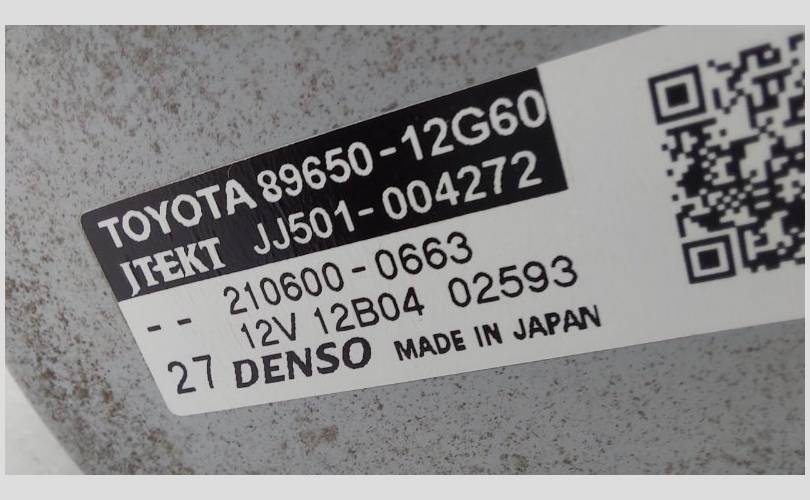 TOYOTA 89650-12G60
JTEKT JJ501-004272
-- 210600-0663
12V 12B04 02593
27 DENSO MADE IN JAPAN